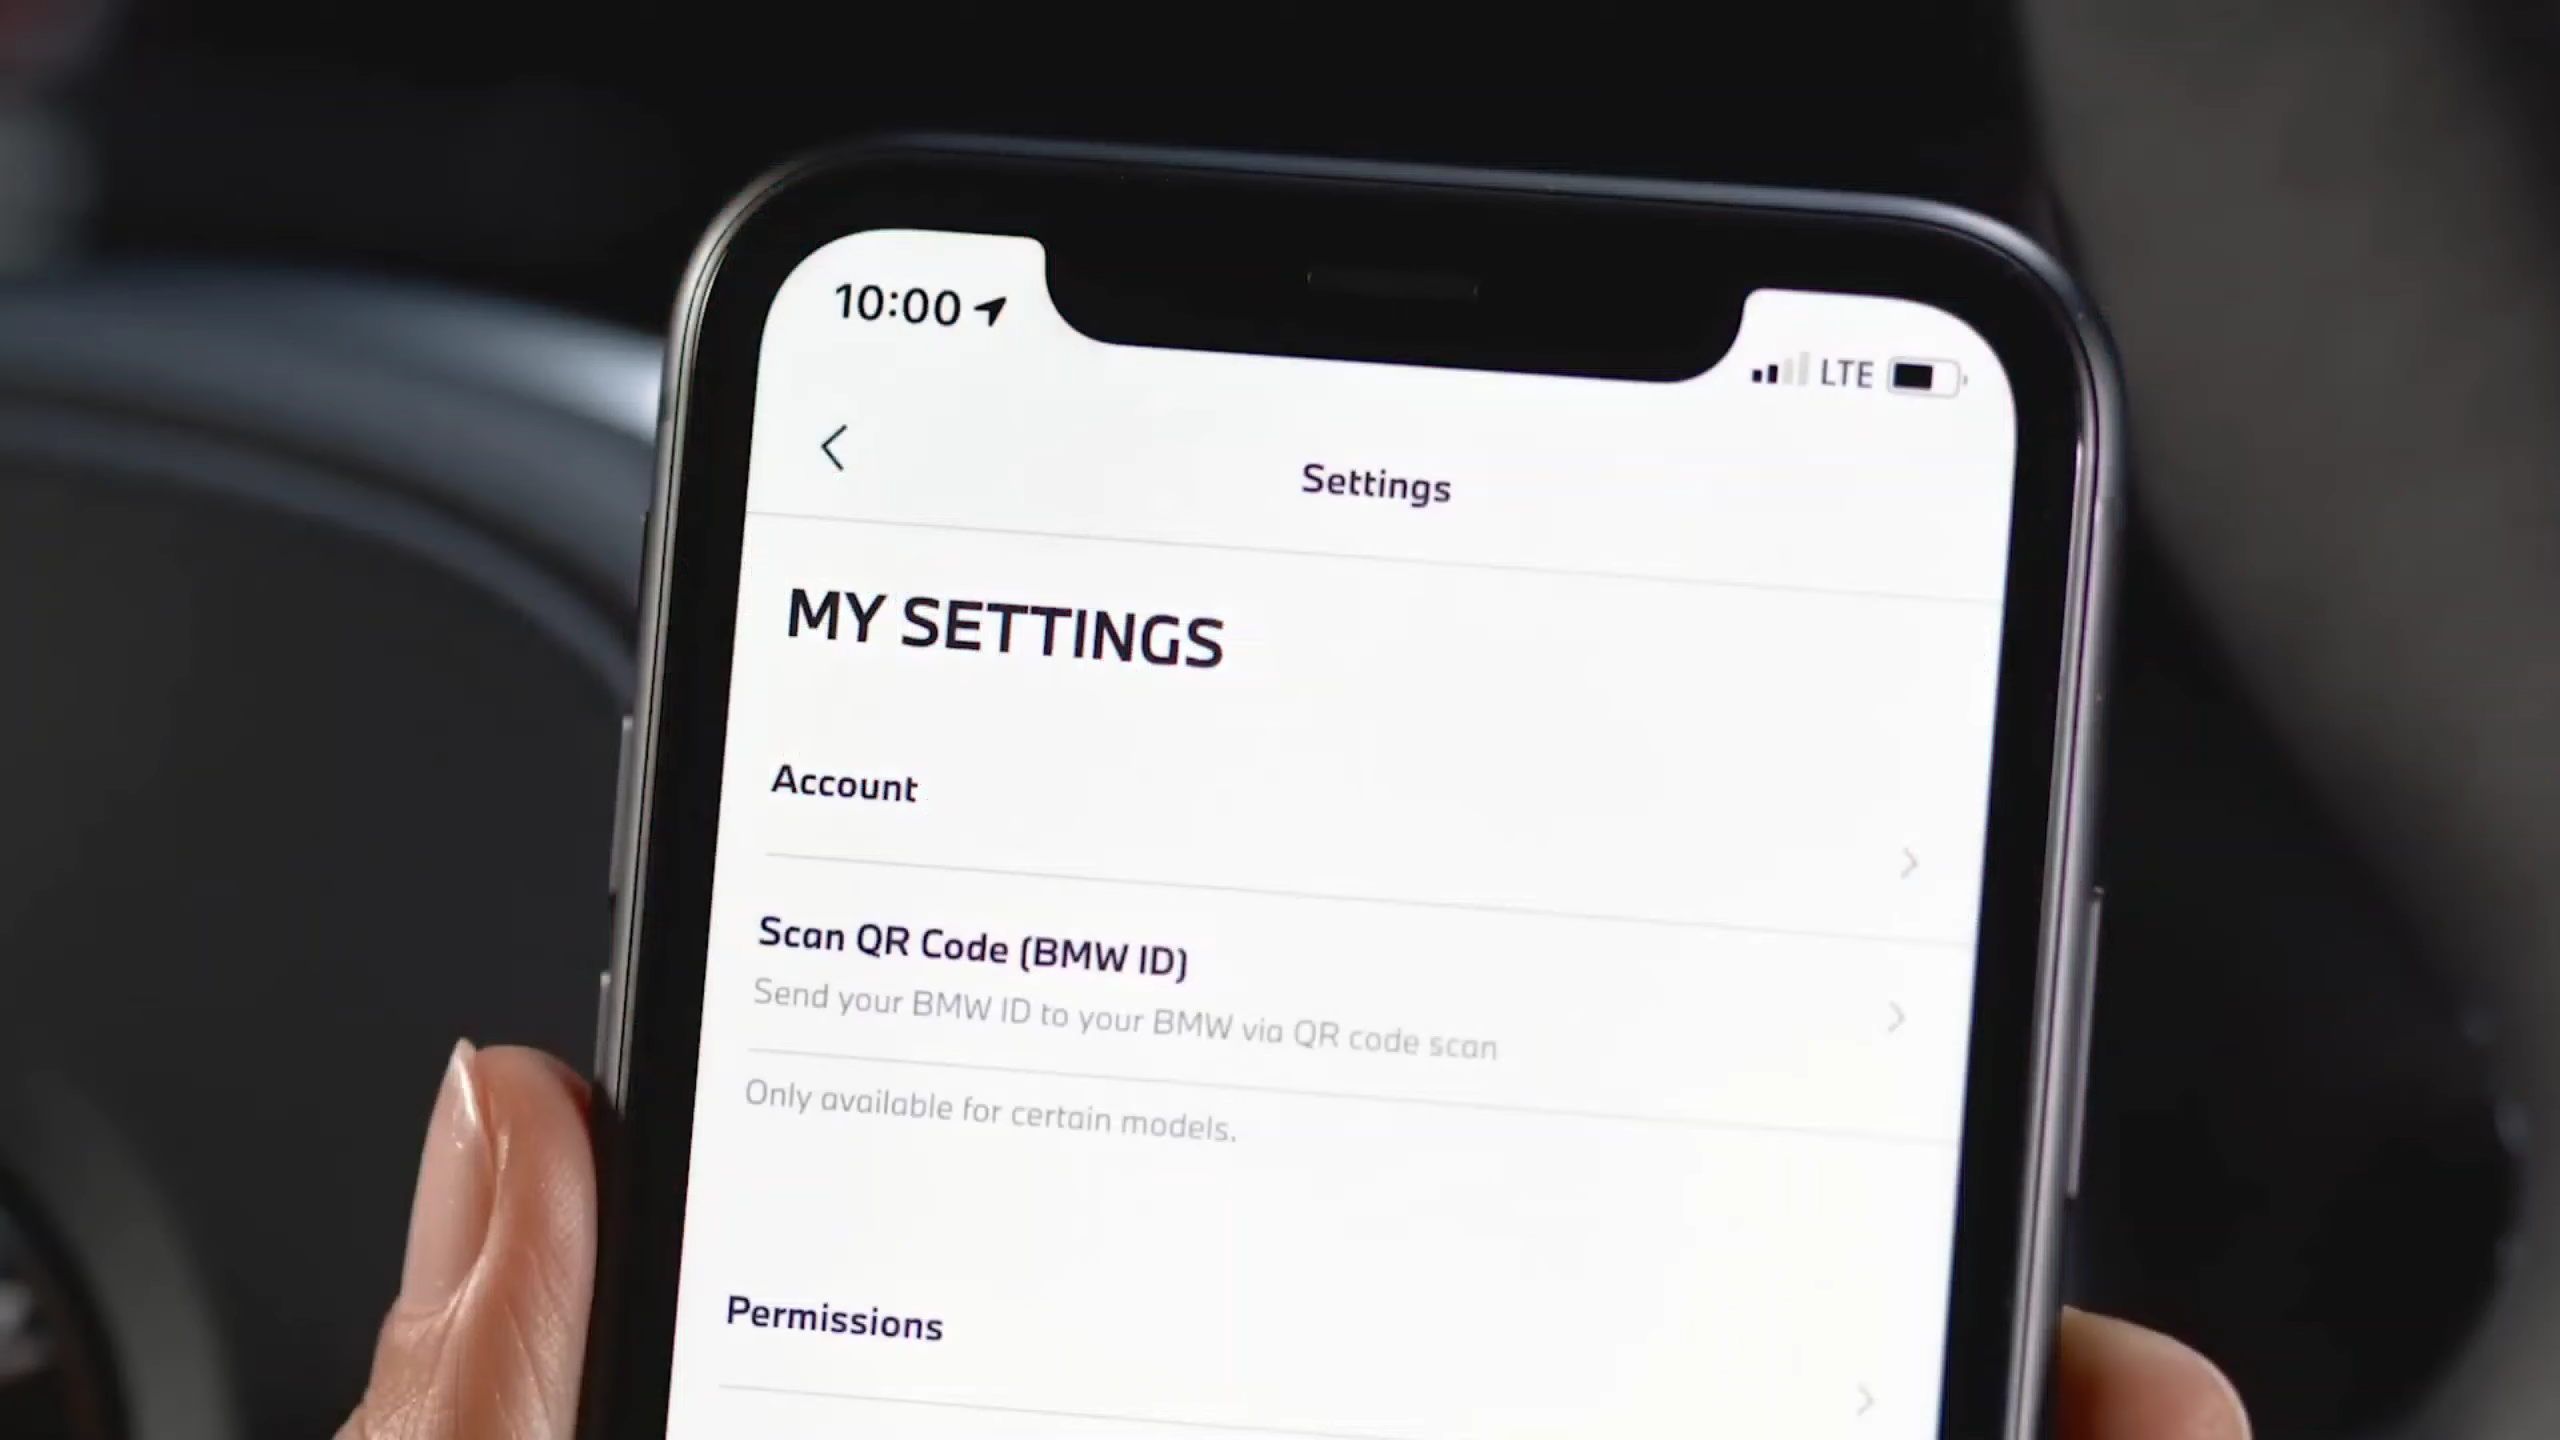 10:00
LTE
Settings
MY SETTINGS
Account
Scan QR Code (BMW ID)
Send your BMW ID to your BMW via QR code scan
Only available for certain models.
Permissions